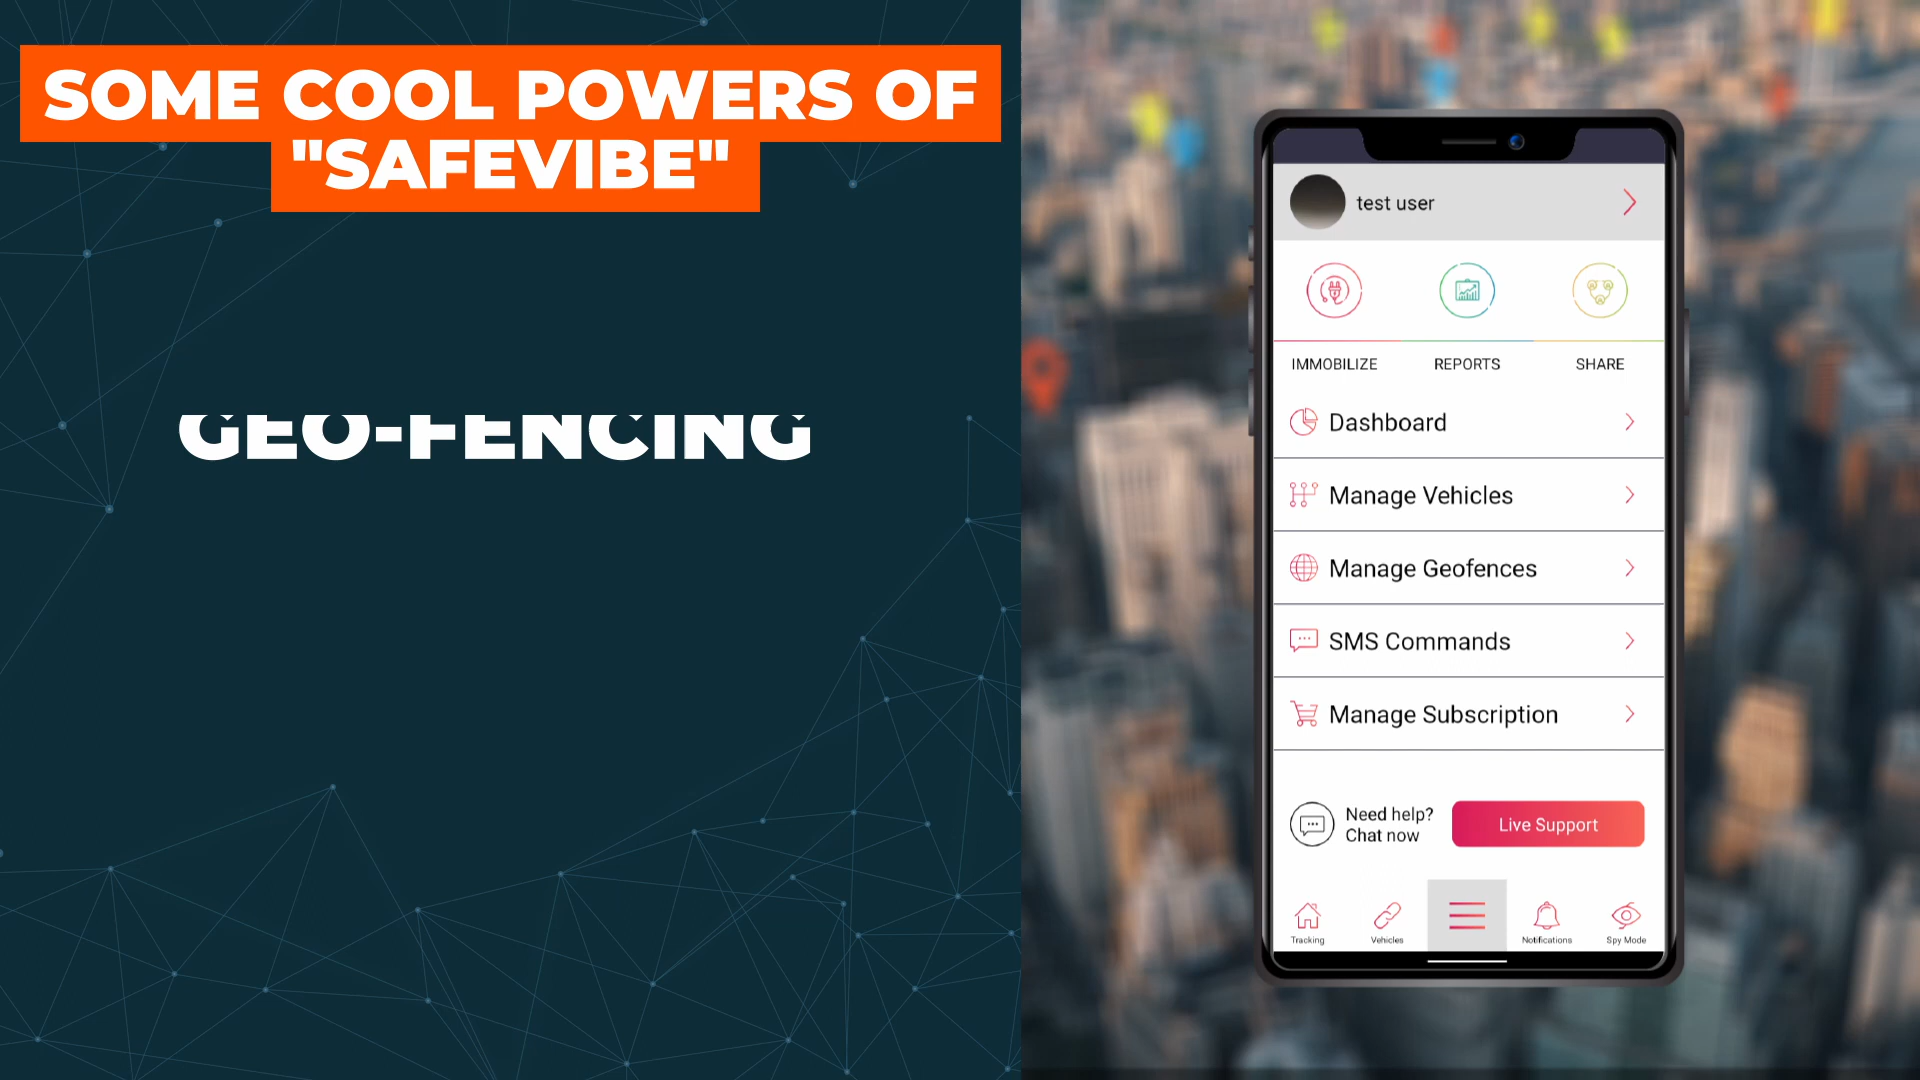 SOME COOL POWERS OF
"SAFEVIBE"
GEO-FENCING
test user
IMMOBILIZE REPORTS SHARE
Dashboard
Manage Vehicles
Manage Geofences
SMS Commands
Manage Subscription
Need help?
Chat now
Live Support
Tracking Vehicles Notifications Spy Mode